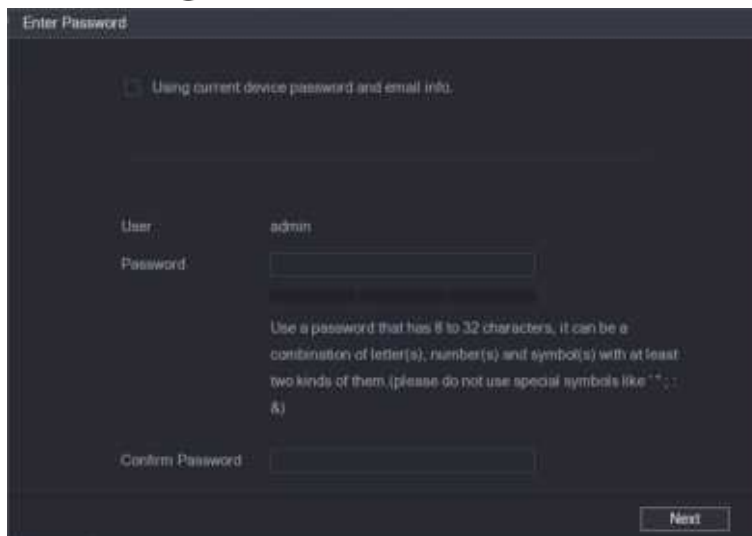 Enter Password
Using current device password and email info.
User admin
Password
Use a password that has 8 to 32 characters, it can be a
combination of letter(s), number(s) and symbol(s) with at least
two kinds of them.(please do not use special symbols like ' " ; :
&)
Confirm Password
Next